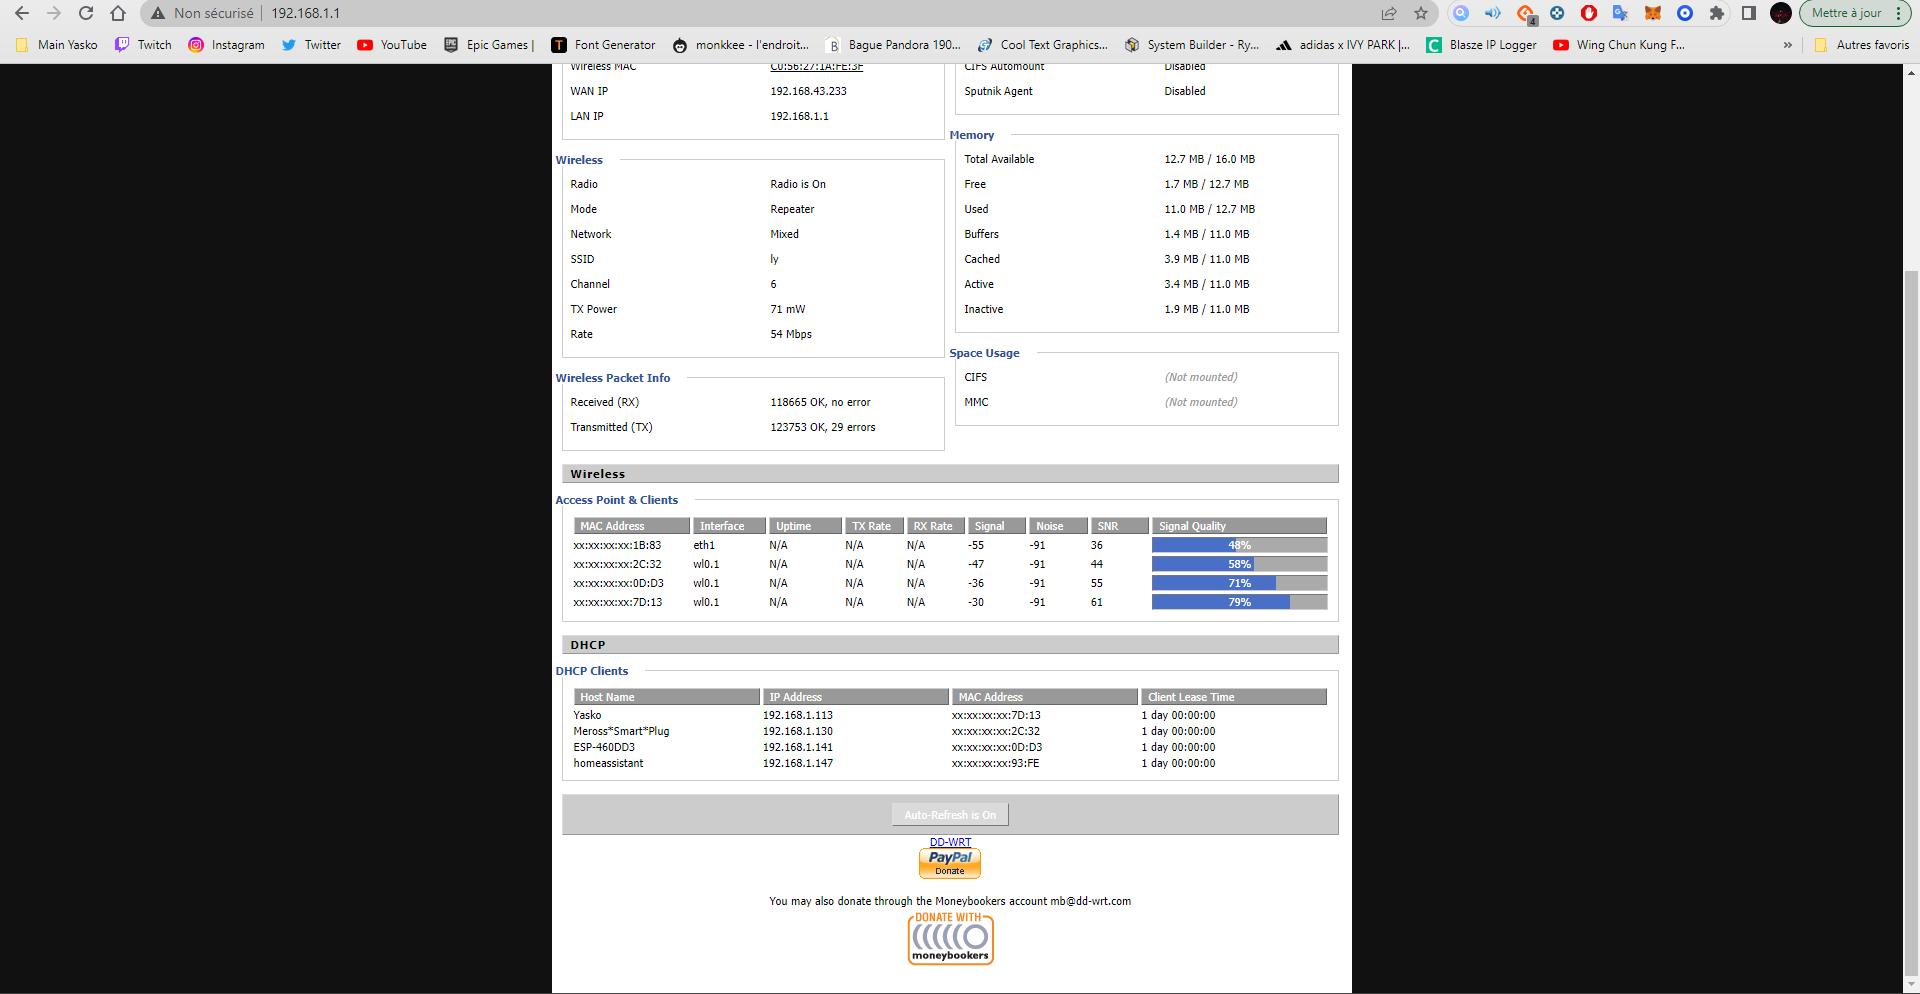 Non sécurisé 192.168.1.1 4 Mettre à jour
Main Yasko Twitch Instagram Twitter YouTube Epic Games | Font Generator monkkee - l'endroit... Bague Pandora 190... Cool Text Graphics... System Builder - Ry... adidas x IVY PARK |... Blasze IP Logger Wing Chun Kung F... » Autres favoris
Wireless MAC C0:56:27:1A:FE:3F
WAN IP 192.168.43.233
LAN IP 192.168.1.1
CIFS Automount Disabled
Sputnik Agent Disabled
Wireless
Radio Radio is On
Mode Repeater
Network Mixed
SSID ly
Channel 6
TX Power 71 mW
Rate 54 Mbps
Memory
Total Available 12.7 MB / 16.0 MB
Free 1.7 MB / 12.7 MB
Used 11.0 MB / 12.7 MB
Buffers 1.4 MB / 11.0 MB
Cached 3.9 MB / 11.0 MB
Active 3.4 MB / 11.0 MB
Inactive 1.9 MB / 11.0 MB
Wireless Packet Info
Received (RX) 118665 OK, no error
Transmitted (TX) 123753 OK, 29 errors
Space Usage
CIFS (Not mounted)
MMC (Not mounted)
Wireless
Access Point & Clients
MAC Address Interface Uptime TX Rate RX Rate Signal Noise SNR Signal Quality
xx:xx:xx:xx:1B:83 eth1 N/A N/A N/A -55 -91 36 48%
xx:xx:xx:xx:2C:32 wl0.1 N/A N/A N/A -47 -91 44 58%
xx:xx:xx:xx:0D:D3 wl0.1 N/A N/A N/A -36 -91 55 71%
xx:xx:xx:xx:7D:13 wl0.1 N/A N/A N/A -30 -91 61 79%
DHCP
DHCP Clients
Host Name IP Address MAC Address Client Lease Time
Yasko 192.168.1.113 xx:xx:xx:xx:7D:13 1 day 00:00:00
Meross*Smart*Plug 192.168.1.130 xx:xx:xx:xx:2C:32 1 day 00:00:00
ESP-460DD3 192.168.1.141 xx:xx:xx:xx:0D:D3 1 day 00:00:00
homeassistant 192.168.1.147 xx:xx:xx:xx:93:FE 1 day 00:00:00
Auto-Refresh is On
DD-WRT
PayPal
Donate
You may also donate through the Moneybookers account mb@dd-wrt.com
DONATE WITH
moneybookers